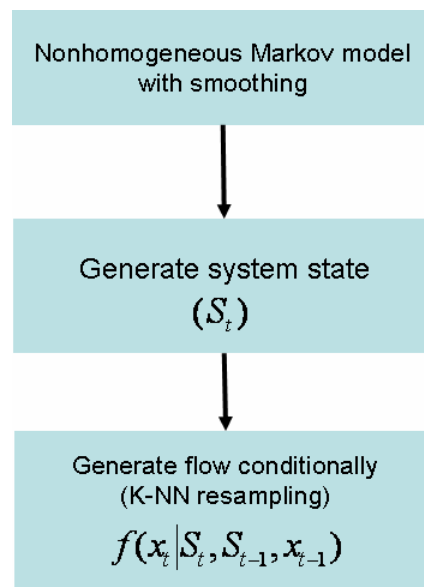 Nonhomogeneous Markov model
with smoothing
Generate system state
(S_t)
Generate flow conditionally
(K-NN resampling)
f(x_t|S_t, S_{t-1}, x_{t-1})